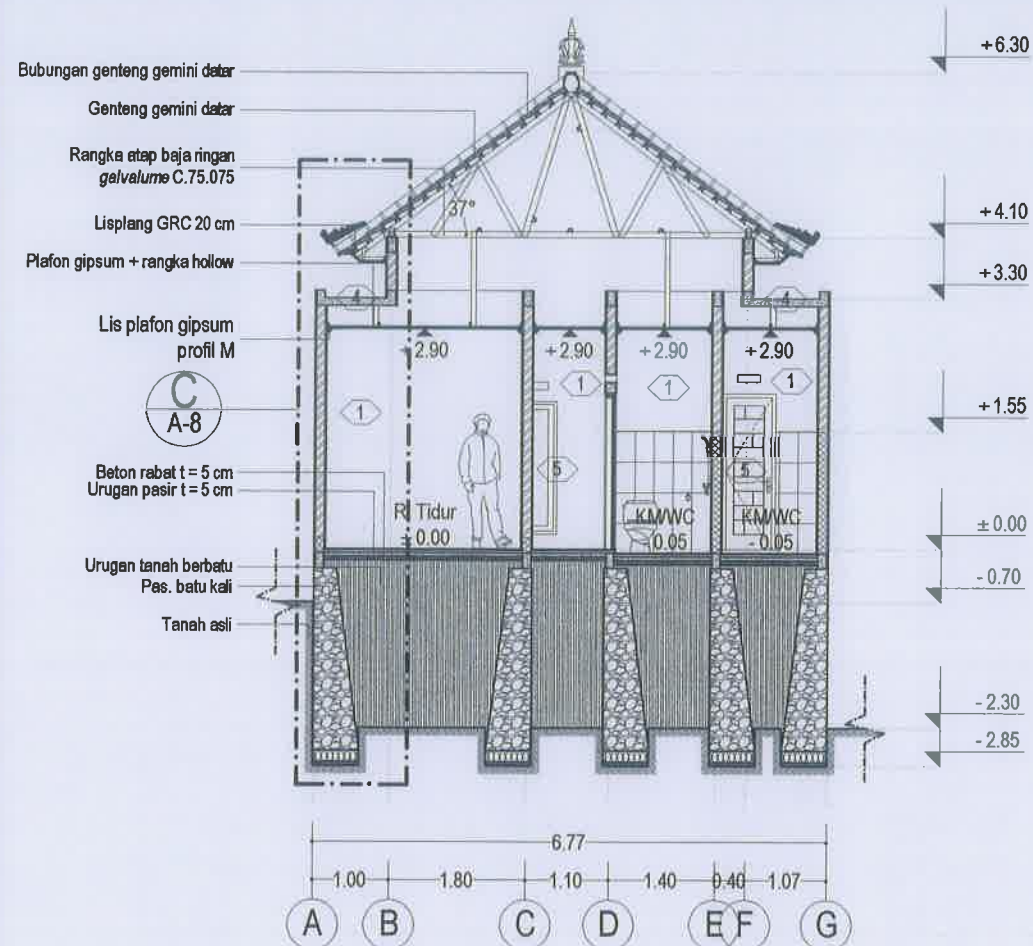 Bubungan genteng gemini datar
Genteng gemini datar
Rangka atap baja ringan
galvalume C.75.075
Lisplang GRC 20 cm
Plafon gipsum + rangka hollow
Lis plafon gipsum
profil M
C
A-8
Beton rabat t = 5 cm
Urugan pasir t = 5 cm
Urugan tanah berbatu
Pas. batu kali
Tanah asli
37°
4
4
+2.90
+2.90
+2.90
+2.90
1
1
1
1
5
5
R. Tidur
± 0.00
KM/WC
- 0.05
KM/WC
- 0.05
+6.30
+4.10
+3.30
+1.55
± 0.00
- 0.70
- 2.30
- 2.85
6.77
1.00
1.80
1.10
1.40
0.40
1.07
A
B
C
D
E
F
G